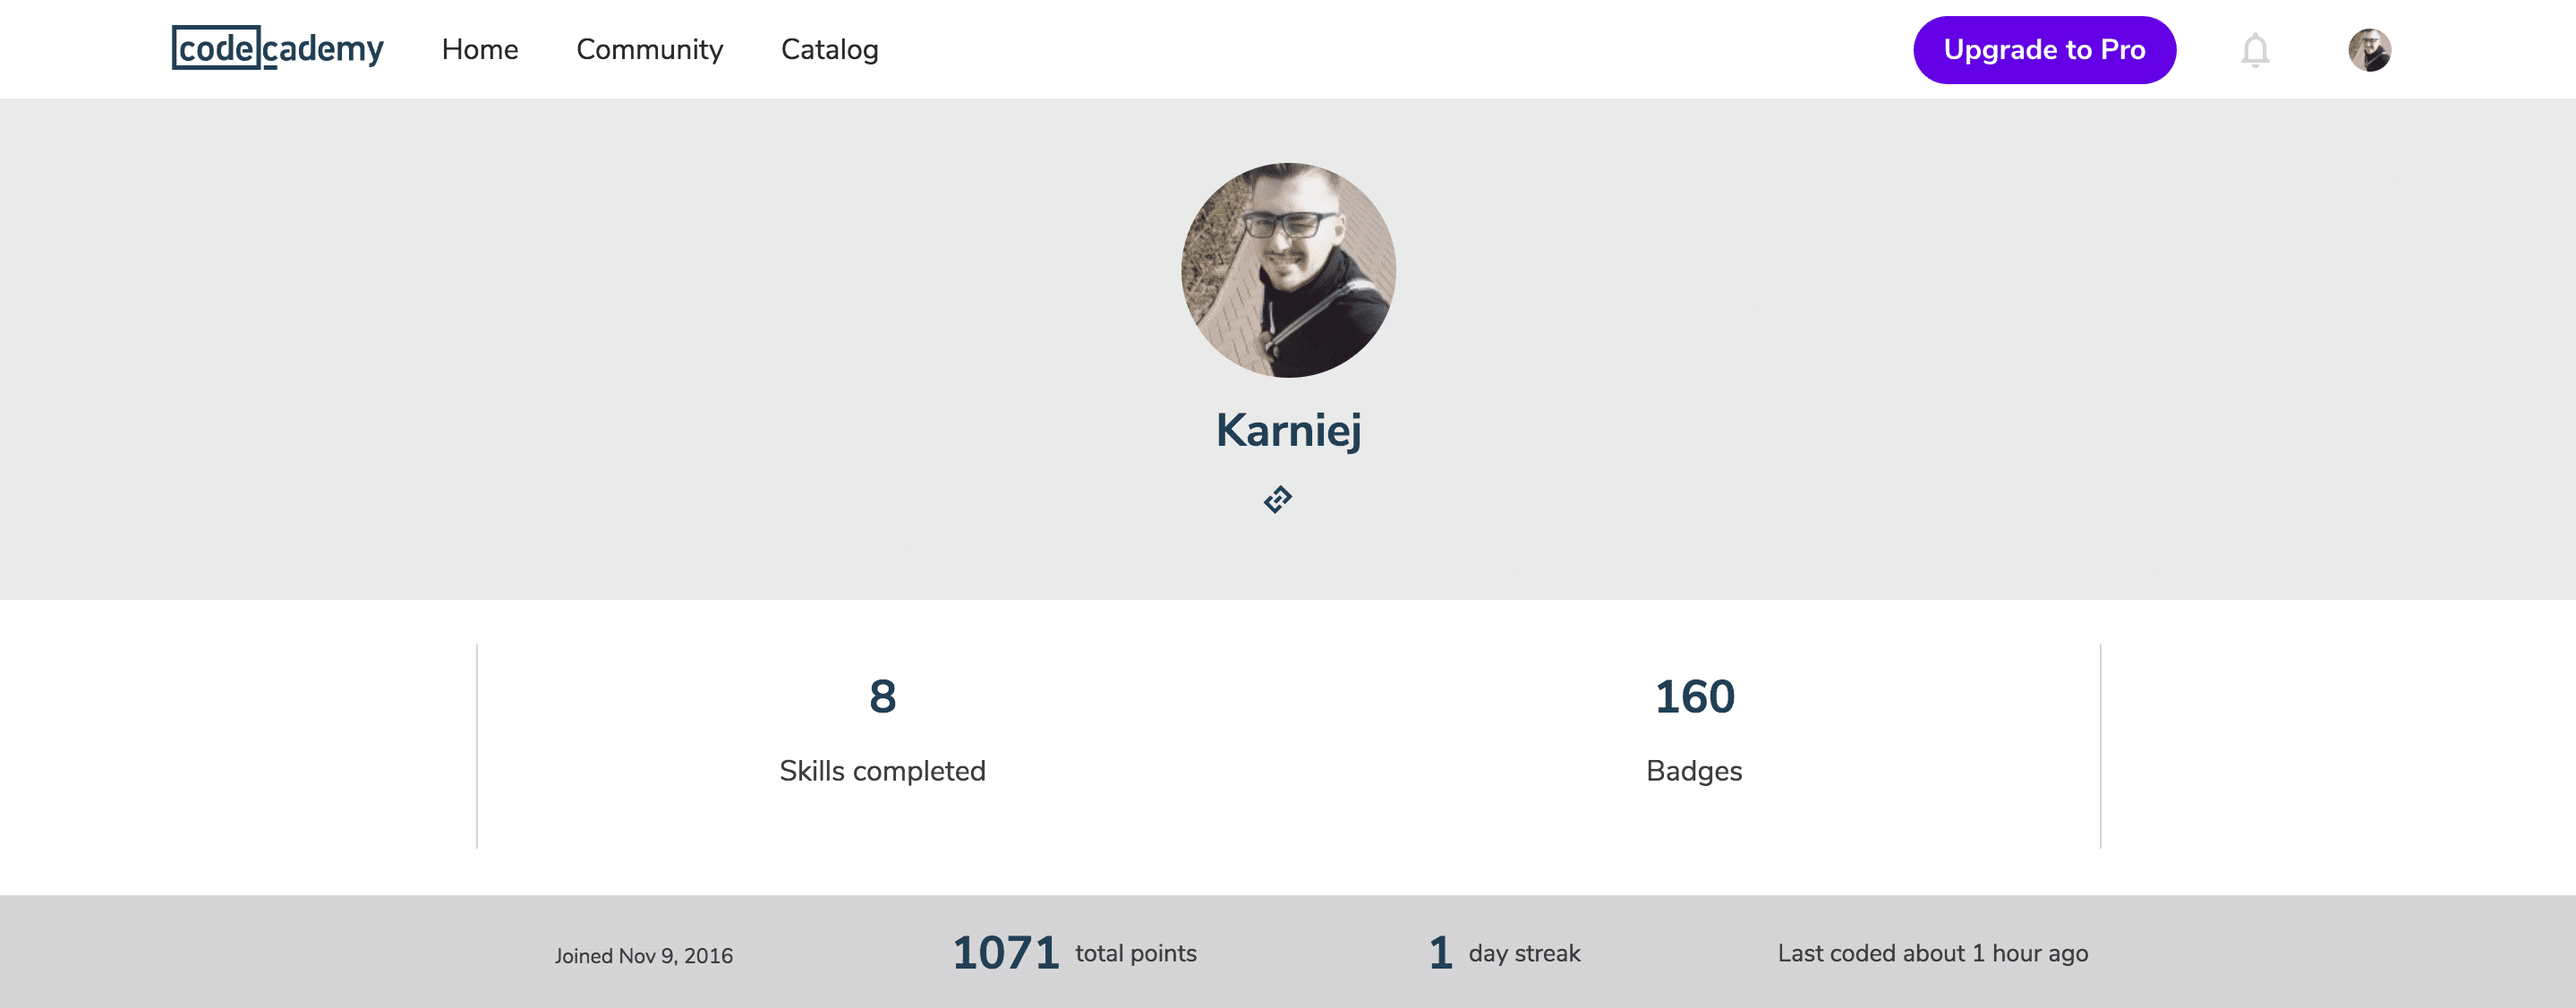 codecademy Home Community Catalog Upgrade to Pro
Karniej
8 160
Skills completed Badges
Joined Nov 9, 2016 1071 total points 1 day streak Last coded about 1 hour ago